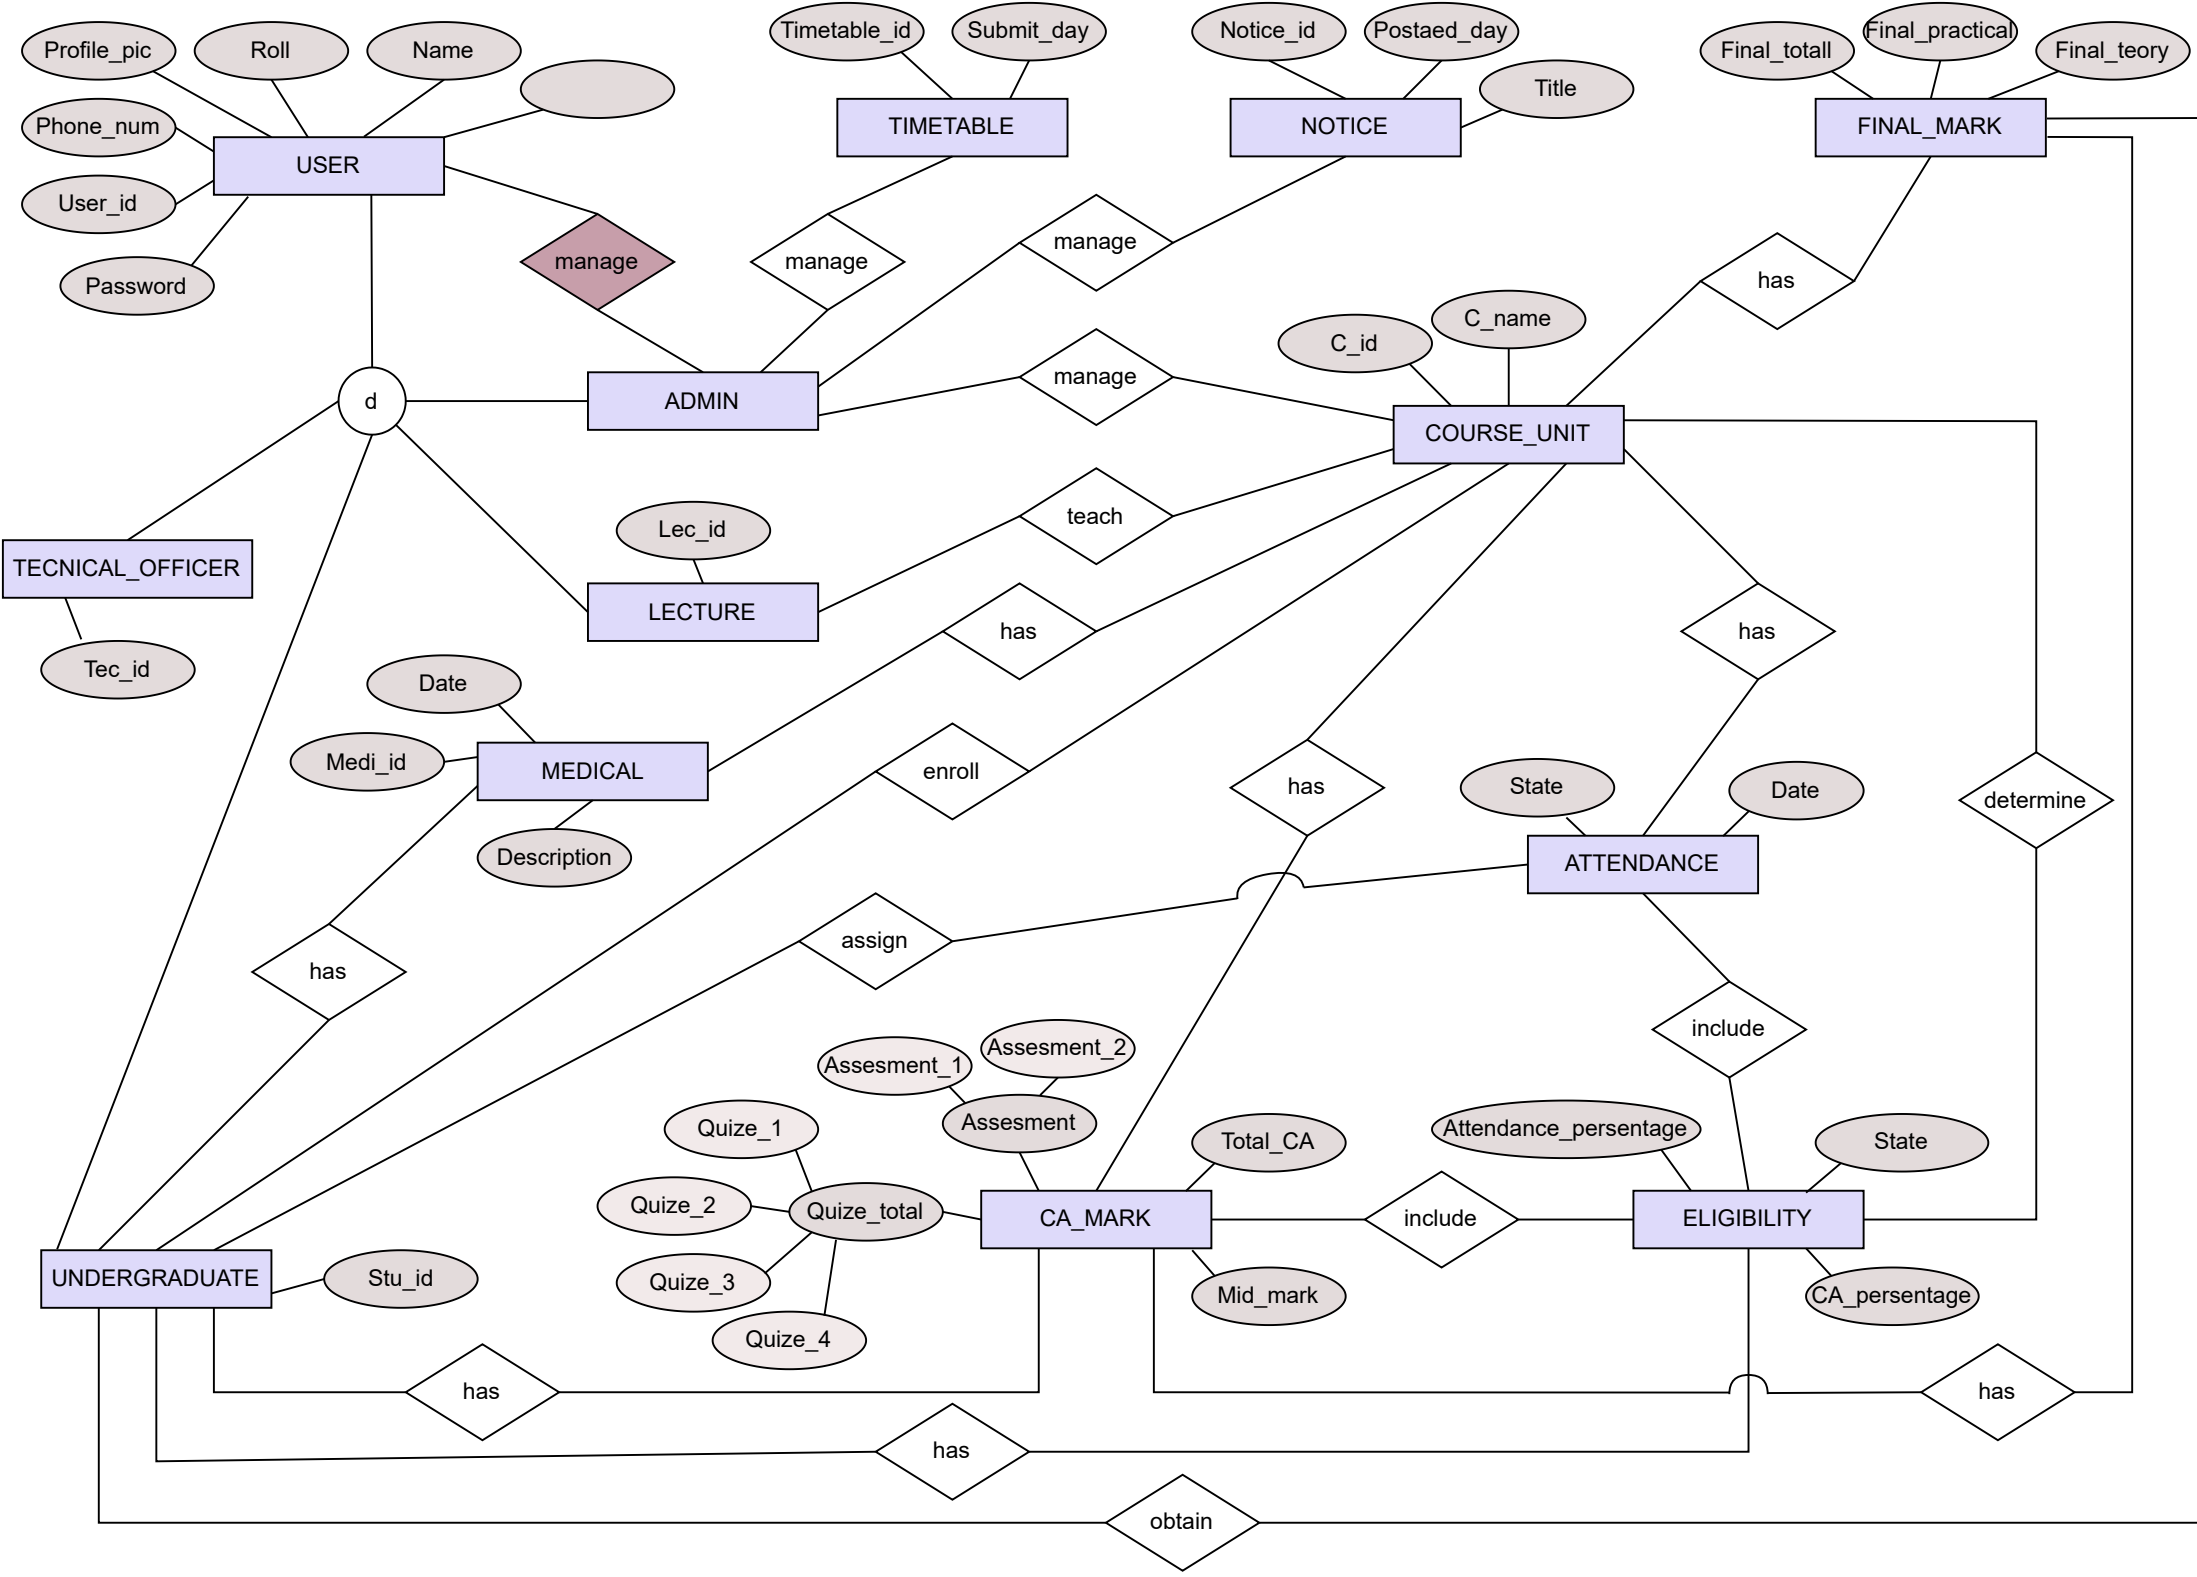 Timetable_id
Submit_day
Notice_id
Postaed_day
Final_totall
Final_practical
Final_teory
Profile_pic
Roll
Name
Title
Phone_num
TIMETABLE
NOTICE
FINAL_MARK
USER
User_id
Password
manage
manage
manage
has
C_id
C_name
d
ADMIN
manage
COURSE_UNIT
teach
Lec_id
TECNICAL_OFFICER
LECTURE
has
has
Tec_id
Date
Medi_id
MEDICAL
enroll
has
State
Date
determine
Description
ATTENDANCE
assign
has
include
Assesment_1
Assesment_2
Assesment
Quize_1
Total_CA
Attendance_persentage
State
Quize_2
Quize_total
CA_MARK
include
ELIGIBILITY
UNDERGRADUATE
Stu_id
Quize_3
Mid_mark
CA_persentage
Quize_4
has
has
has
obtain